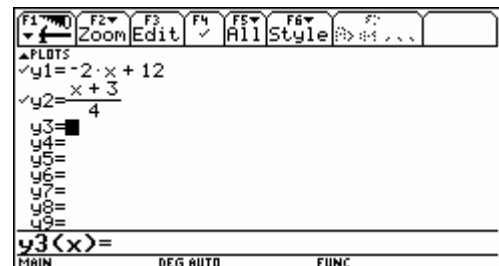 F1 F2 Zoom F3 Edit F4 ✓ F5 All F6 Style F7
▲PLOTS
✓y1=-2·x + 12
✓y2=(x + 3)/4
y3=
y4=
y5=
y6=
y7=
y8=
y9=
y3(x)=
MAIN DEG AUTO FUNC